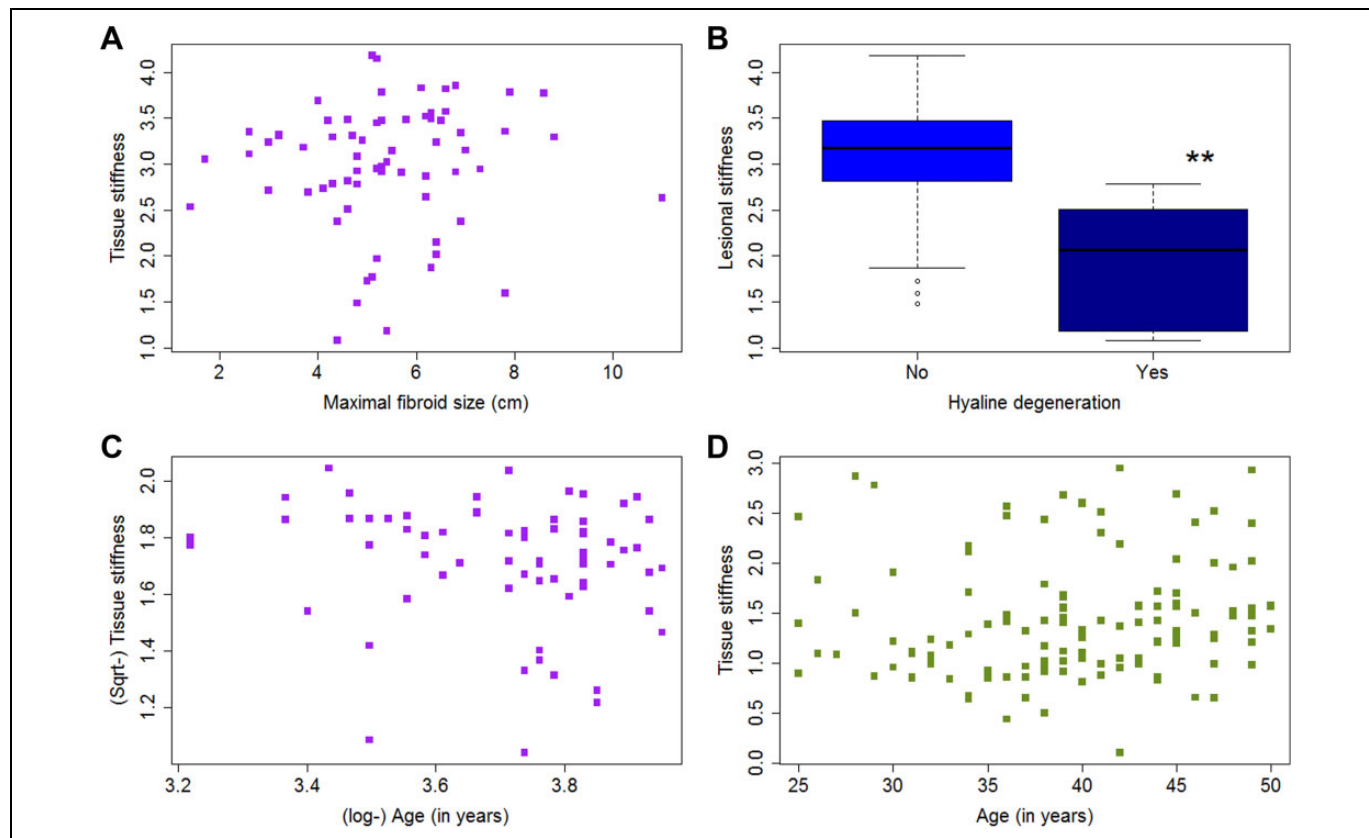 A
Tissue stiffness
1.0 1.5 2.0 2.5 3.0 3.5 4.0
2 4 6 8 10
Maximal fibroid size (cm)
B
Lesional stiffness
1.0 1.5 2.0 2.5 3.0 3.5 4.0
**
No Yes
Hyaline degeneration
C
(Sqrt-) Tissue stiffness
1.2 1.4 1.6 1.8 2.0
3.2 3.4 3.6 3.8
(log-) Age (in years)
D
Tissue stiffness
0.0 0.5 1.0 1.5 2.0 2.5 3.0
25 30 35 40 45 50
Age (in years)